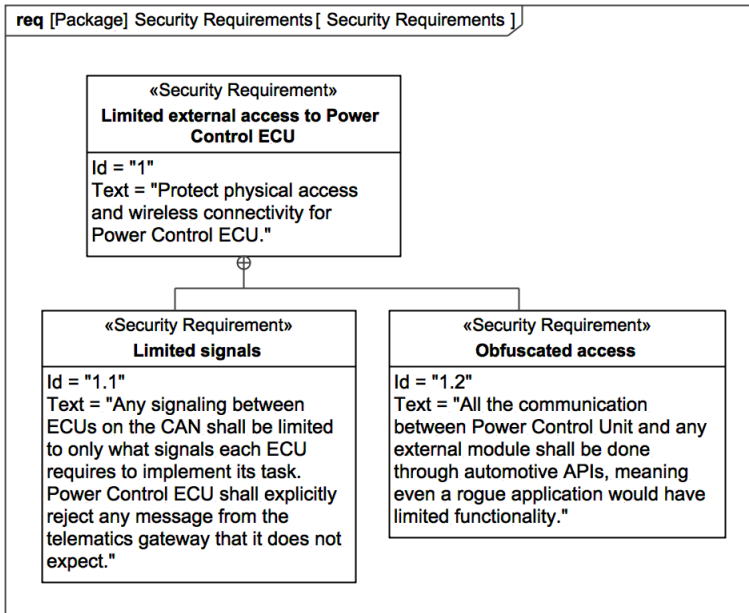 req [Package] Security Requirements [ Security Requirements ]
«Security Requirement»
Limited external access to Power
Control ECU
Id = "1"
Text = "Protect physical access
and wireless connectivity for
Power Control ECU."
«Security Requirement»
Limited signals
Id = "1.1"
Text = "Any signaling between
ECUs on the CAN shall be limited
to only what signals each ECU
requires to implement its task.
Power Control ECU shall explicitly
reject any message from the
telematics gateway that it does not
expect."
«Security Requirement»
Obfuscated access
Id = "1.2"
Text = "All the communication
between Power Control Unit and any
external module shall be done
through automotive APIs, meaning
even a rogue application would have
limited functionality."